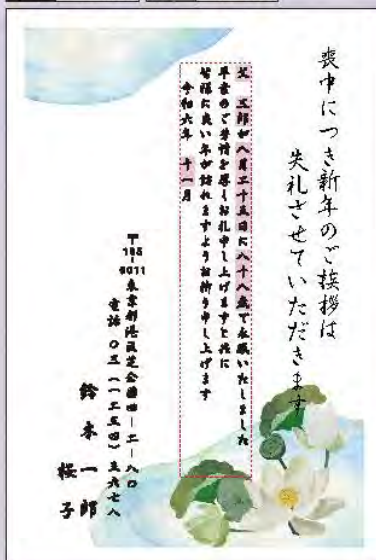 喪中につき新年のご挨拶は
失礼させていただきます
父 三郎が八月二十五日に八十八歳で永眠いたしました
平素のご芳情を厚くお礼申し上げますと共に
皆様に良い年が訪れますようお祈り申し上げます
令和六年 十一月
〒105-0011
東京都港区芝公園四-二-八〇
電話 〇三(一二三四)五六七八
鈴木一郎
桜子